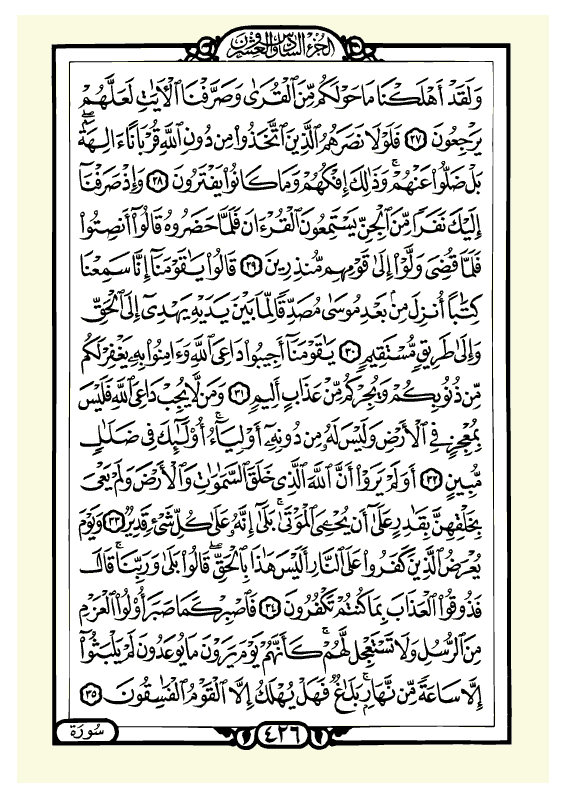 الجزء السادس والعشرون
وَلَقَدْ أَهْلَكْنَا مَا حَوْلَكُم مِّنَ ٱلْقُرَىٰ وَصَرَّفْنَا ٱلْأَيَٰتِ لَعَلَّهُمْ
يَرْجِعُونَ ٢٧ فَلَوْلَا نَصَرَهُمُ ٱلَّذِينَ ٱتَّخَذُوا۟ مِن دُونِ ٱللَّهِ قُرْبَانًا ءَالِهَةًۢ
بَلْ ضَلُّوا۟ عَنْهُمْ ۚ وَذَٰلِكَ إِفْكُهُمْ وَمَا كَانُوا۟ يَفْتَرُونَ ٢٨ وَإِذْ صَرَفْنَآ
إِلَيْكَ نَفَرًا مِّنَ ٱلْجِنِّ يَسْتَمِعُونَ ٱلْقُرْءَانَ فَلَمَّا حَضَرُوهُ قَالُوٓا۟ أَنصِتُوا۟
فَلَمَّا قُضِىَ وَلَّوْا۟ إِلَىٰ قَوْمِهِم مُّنذِرِينَ ٢٩ قَالُوا۟ يَٰقَوْمَنَآ إِنَّا سَمِعْنَا
كِتَٰبًا أُنزِلَ مِنۢ بَعْدِ مُوسَىٰ مُصَدِّقًا لِّمَا بَيْنَ يَدَيْهِ يَهْدِىٓ إِلَى ٱلْحَقِّ
وَإِلَىٰ طَرِيقٍ مُّسْتَقِيمٍ ٣٠ يَٰقَوْمَنَآ أَجِيبُوا۟ دَاعِىَ ٱللَّهِ وَءَامِنُوا۟ بِهِۦ يَغْفِرْ لَكُم
مِّن ذُنُوبِكُمْ وَيُجِرْكُم مِّنْ عَذَابٍ أَلِيمٍ ٣١ وَمَن لَّا يُجِبْ دَاعِىَ ٱللَّهِ فَلَيْسَ
بِمُعْجِزٍ فِى ٱلْأَرْضِ وَلَيْسَ لَهُۥ مِن دُونِهِۦٓ أَوْلِيَآءُ ۚ أُو۟لَٰٓئِكَ فِى ضَلَٰلٍ
مُّبِينٍ ٣٢ أَوَلَمْ يَرَوْا۟ أَنَّ ٱللَّهَ ٱلَّذِى خَلَقَ ٱلسَّمَٰوَٰتِ وَٱلْأَرْضَ وَلَمْ يَعْىَ
بِخَلْقِهِنَّ بِقَٰدِرٍ عَلَىٰٓ أَن يُحْـِۧىَ ٱلْمَوْتَىٰ ۚ بَلَىٰٓ إِنَّهُۥ عَلَىٰ كُلِّ شَىْءٍ قَدِيرٌ ٣٣ وَيَوْمَ
يُعْرَضُ ٱلَّذِينَ كَفَرُوا۟ عَلَى ٱلنَّارِ أَلَيْسَ هَٰذَا بِٱلْحَقِّ ۖ قَالُوا۟ بَلَىٰ وَرَبِّنَا ۚ قَالَ
فَذُوقُوا۟ ٱلْعَذَابَ بِمَا كُنتُمْ تَكْفُرُونَ ٣٤ فَٱصْبِرْ كَمَا صَبَرَ أُو۟لُوا۟ ٱلْعَزْمِ
مِنَ ٱلرُّسُلِ وَلَا تَسْتَعْجِل لَّهُمْ ۚ كَأَنَّهُمْ يَوْمَ يَرَوْنَ مَا يُوعَدُونَ لَمْ يَلْبَثُوٓا۟
إِلَّا سَاعَةً مِّن نَّهَارٍۭ ۚ بَلَٰغٌ ۚ فَهَلْ يُهْلَكُ إِلَّا ٱلْقَوْمُ ٱلْفَٰسِقُونَ ٣٥
سُورَة
٤٢٦